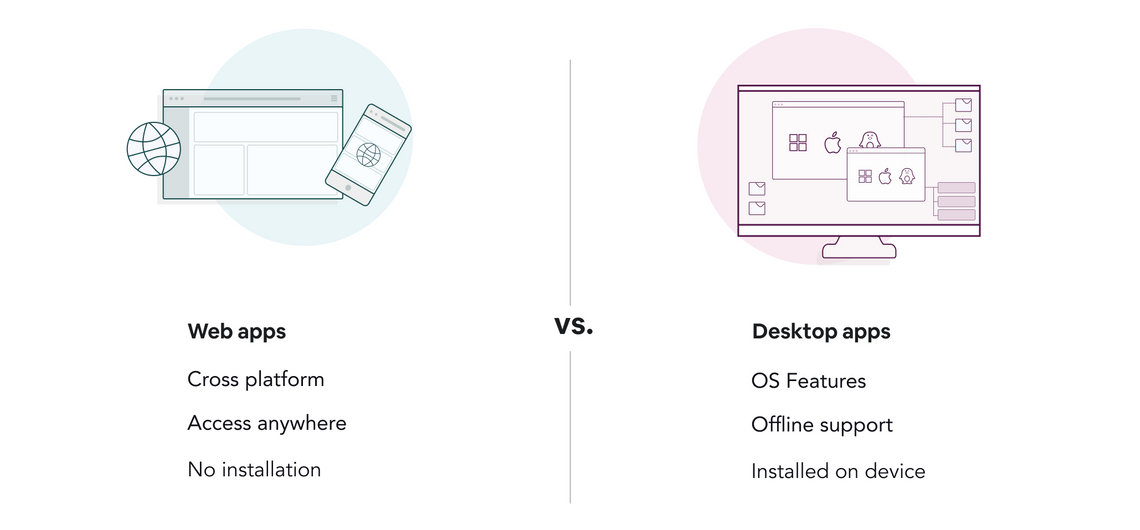 Web apps
Cross platform
Access anywhere
No installation
vs.
Desktop apps
OS Features
Offline support
Installed on device